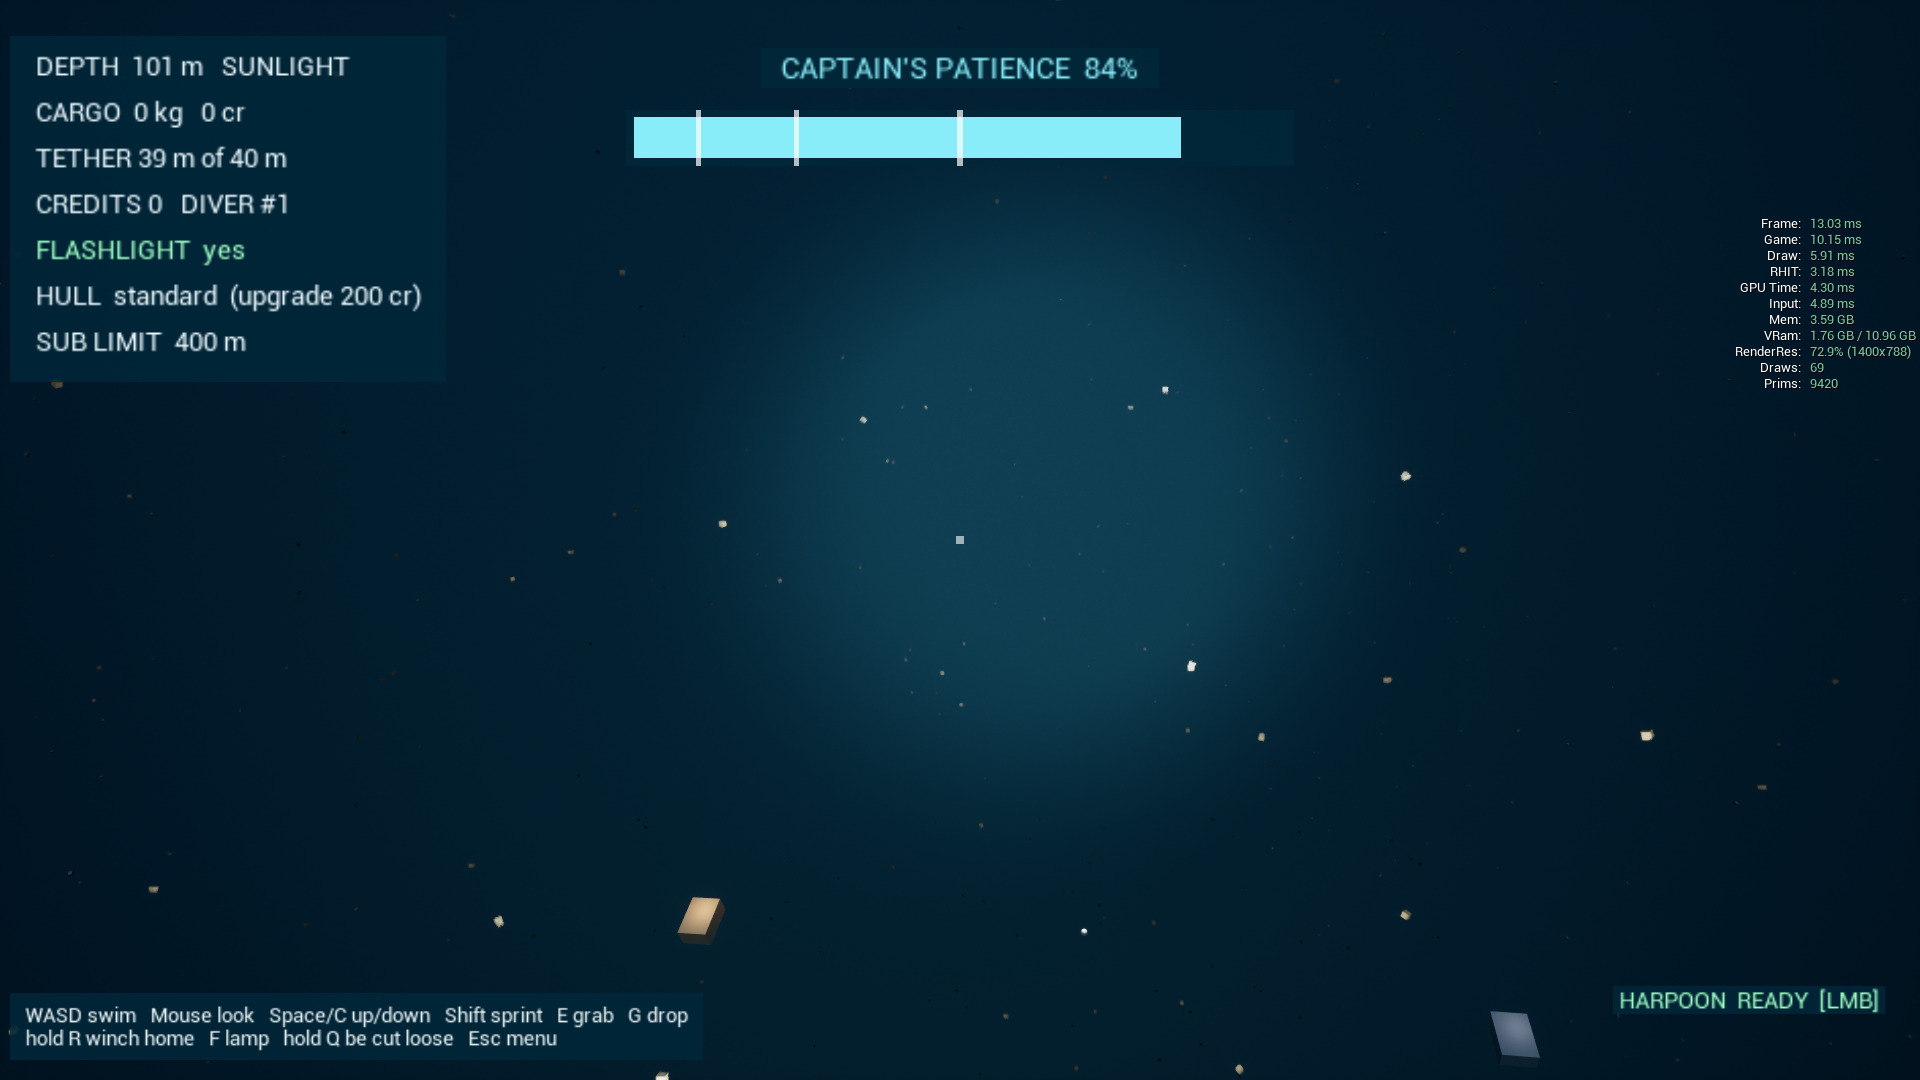 DEPTH 101 m SUNLIGHT
CARGO 0 kg 0 cr
TETHER 39 m of 40 m
CREDITS 0 DIVER #1
FLASHLIGHT yes
HULL standard (upgrade 200 cr)
SUB LIMIT 400 m
CAPTAIN'S PATIENCE 84%
Frame: 13.03 ms
Game: 10.15 ms
Draw: 5.91 ms
RHIT: 3.18 ms
GPU Time: 4.30 ms
Input: 4.89 ms
Mem: 3.59 GB
VRam: 1.76 GB / 10.96 GB
RenderRes: 72.9% (1400x788)
Draws: 69
Prims: 9420
WASD swim Mouse look Space/C up/down Shift sprint E grab G drop
hold R winch home F lamp hold Q be cut loose Esc menu
HARPOON READY [LMB]